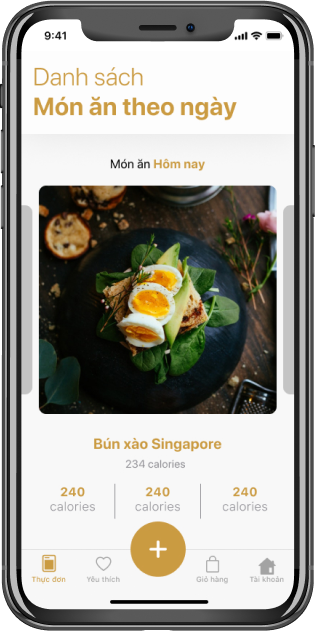 9:41
Danh sách
Món ăn theo ngày
Món ăn Hôm nay
Bún xào Singapore
234 calories
240 240 240
calories calories calories
Thực đơn Yêu thích Giỏ hàng Tài khoản